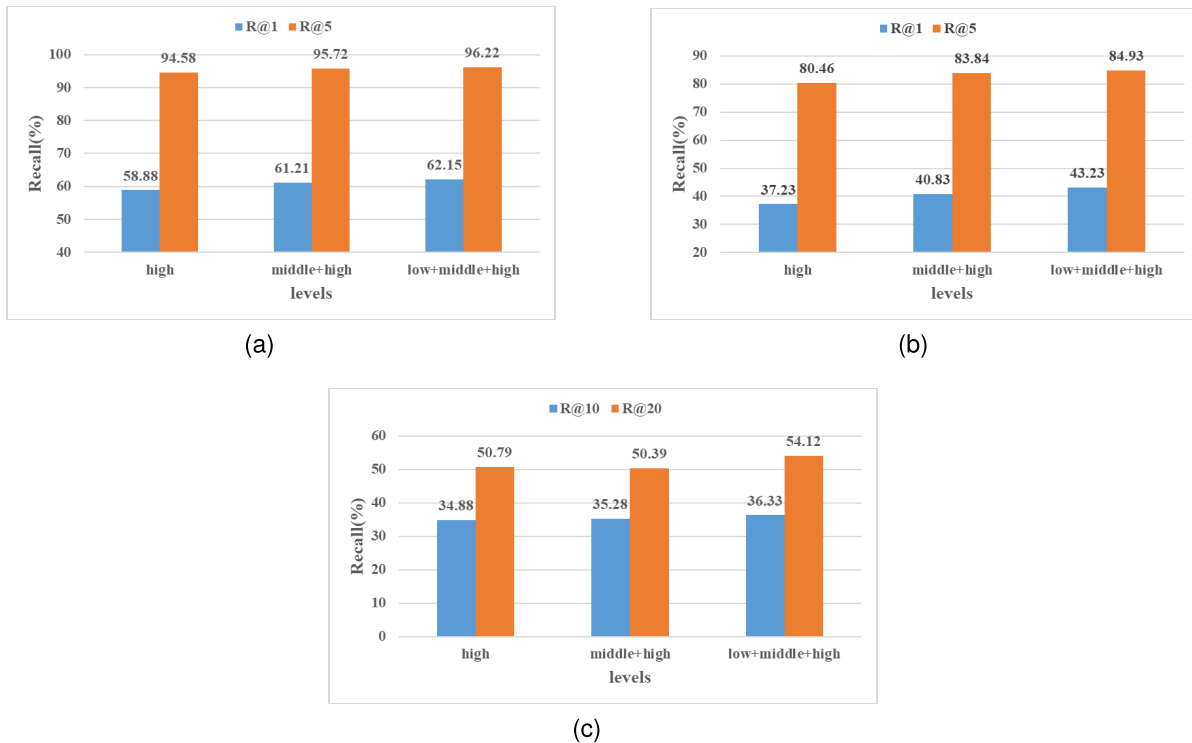 R@1 R@5
100
90
80
70
60
50
40
Recall(%)
94.58
95.72
96.22
58.88
61.21
62.15
high
middle+high
low+middle+high
levels
(a)
R@1 R@5
90
80
70
60
50
40
30
20
Recall(%)
80.46
83.84
84.93
37.23
40.83
43.23
high
middle+high
low+middle+high
levels
(b)
R@10 R@20
60
50
40
30
20
10
0
Recall(%)
50.79
50.39
54.12
34.88
35.28
36.33
high
middle+high
low+middle+high
levels
(c)